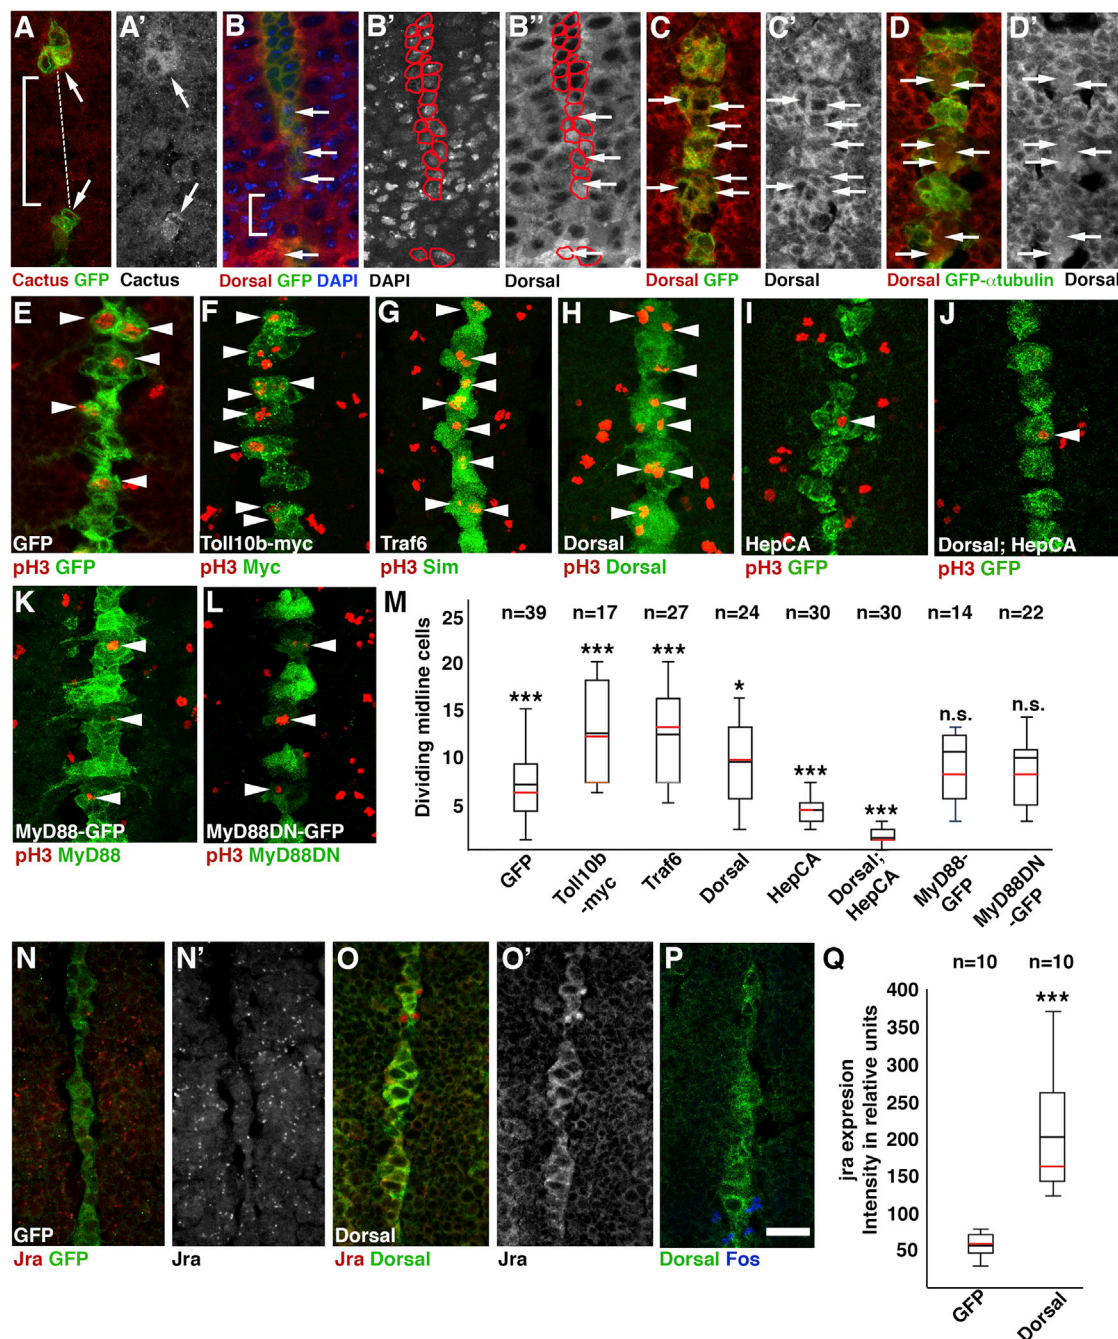 A A' B B' B'' C C' D D'
Cactus GFP Cactus Dorsal GFP DAPI DAPI Dorsal Dorsal GFP Dorsal Dorsal GFP-αtubulin Dorsal
E F G H I J
GFP Toll10b-myc Traf6 Dorsal HepCA Dorsal; HepCA
pH3 GFP pH3 Myc pH3 Sim pH3 Dorsal pH3 GFP pH3 GFP
K L
MyD88-GFP MyD88DN-GFP
pH3 MyD88 pH3 MyD88DN
M
n=39 n=17 n=27 n=24 n=30 n=30 n=14 n=22
Dividing midline cells
25
20
15
10
5
*** *** *** * *** *** n.s. n.s.
GFP
Toll10b
-myc
Traf6
Dorsal
HepCA
Dorsal;
HepCA
MyD88-
GFP
MyD88DN
-GFP
N N' O O' P
GFP Dorsal
Jra GFP Jra Jra Dorsal Jra Dorsal Fos
Q
n=10 n=10
jra expresion
Intensity in relative units
400
350
300
250
200
150
100
50
***
GFP
Dorsal